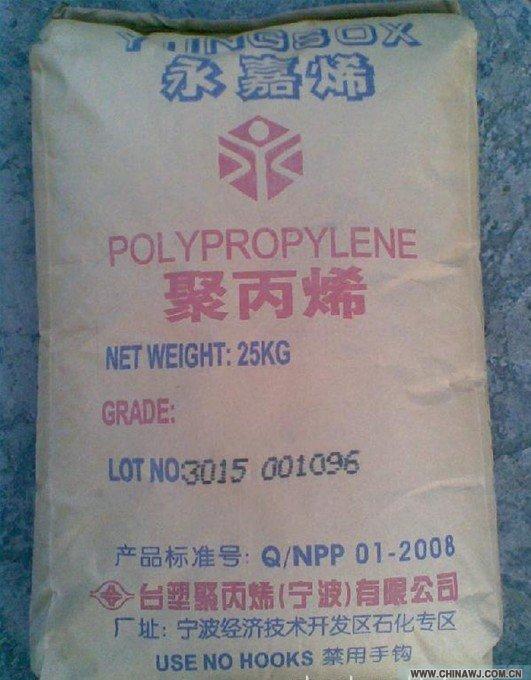 YUNGSOX
永嘉烯
POLYPROPYLENE
聚丙烯
NET WEIGHT: 25KG
GRADE:
LOT NO:3015 001096
产品标准号: Q/NPP 01-2008
台塑聚丙烯(宁波)有限公司
厂址: 宁波经济技术开发区石化专区
USE NO HOOKS 禁用手钩
WWW.CHINAWJ.COM.CN